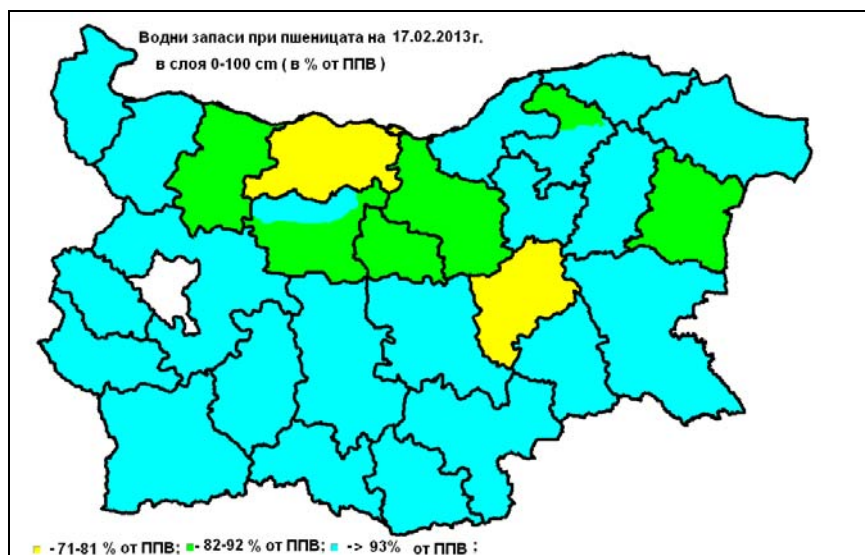 Водни запаси при пшеницата на 17.02.2013г.
в слоя 0-100 cm ( в % от ППВ )
- 71-81 % от ППВ; - 82-92 % от ППВ; -> 93% от ППВ ;